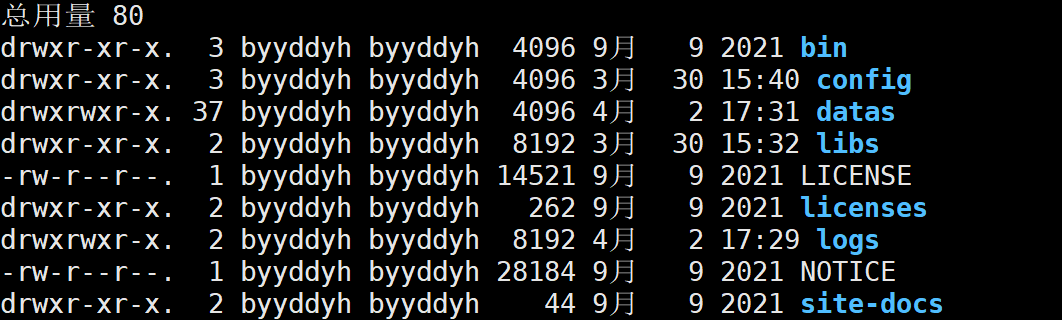 总用量 80
drwxr-xr-x.  3 byyddyh byyddyh  4096 9月   9 2021 bin
drwxr-xr-x.  3 byyddyh byyddyh  4096 3月  30 15:40 config
drwxrwxr-x. 37 byyddyh byyddyh  4096 4月   2 17:31 datas
drwxr-xr-x.  2 byyddyh byyddyh  8192 3月  30 15:32 libs
-rw-r--r--.  1 byyddyh byyddyh 14521 9月   9 2021 LICENSE
drwxr-xr-x.  2 byyddyh byyddyh   262 9月   9 2021 licenses
drwxrwxr-x.  2 byyddyh byyddyh  8192 4月   2 17:29 logs
-rw-r--r--.  1 byyddyh byyddyh 28184 9月   9 2021 NOTICE
drwxr-xr-x.  2 byyddyh byyddyh    44 9月   9 2021 site-docs